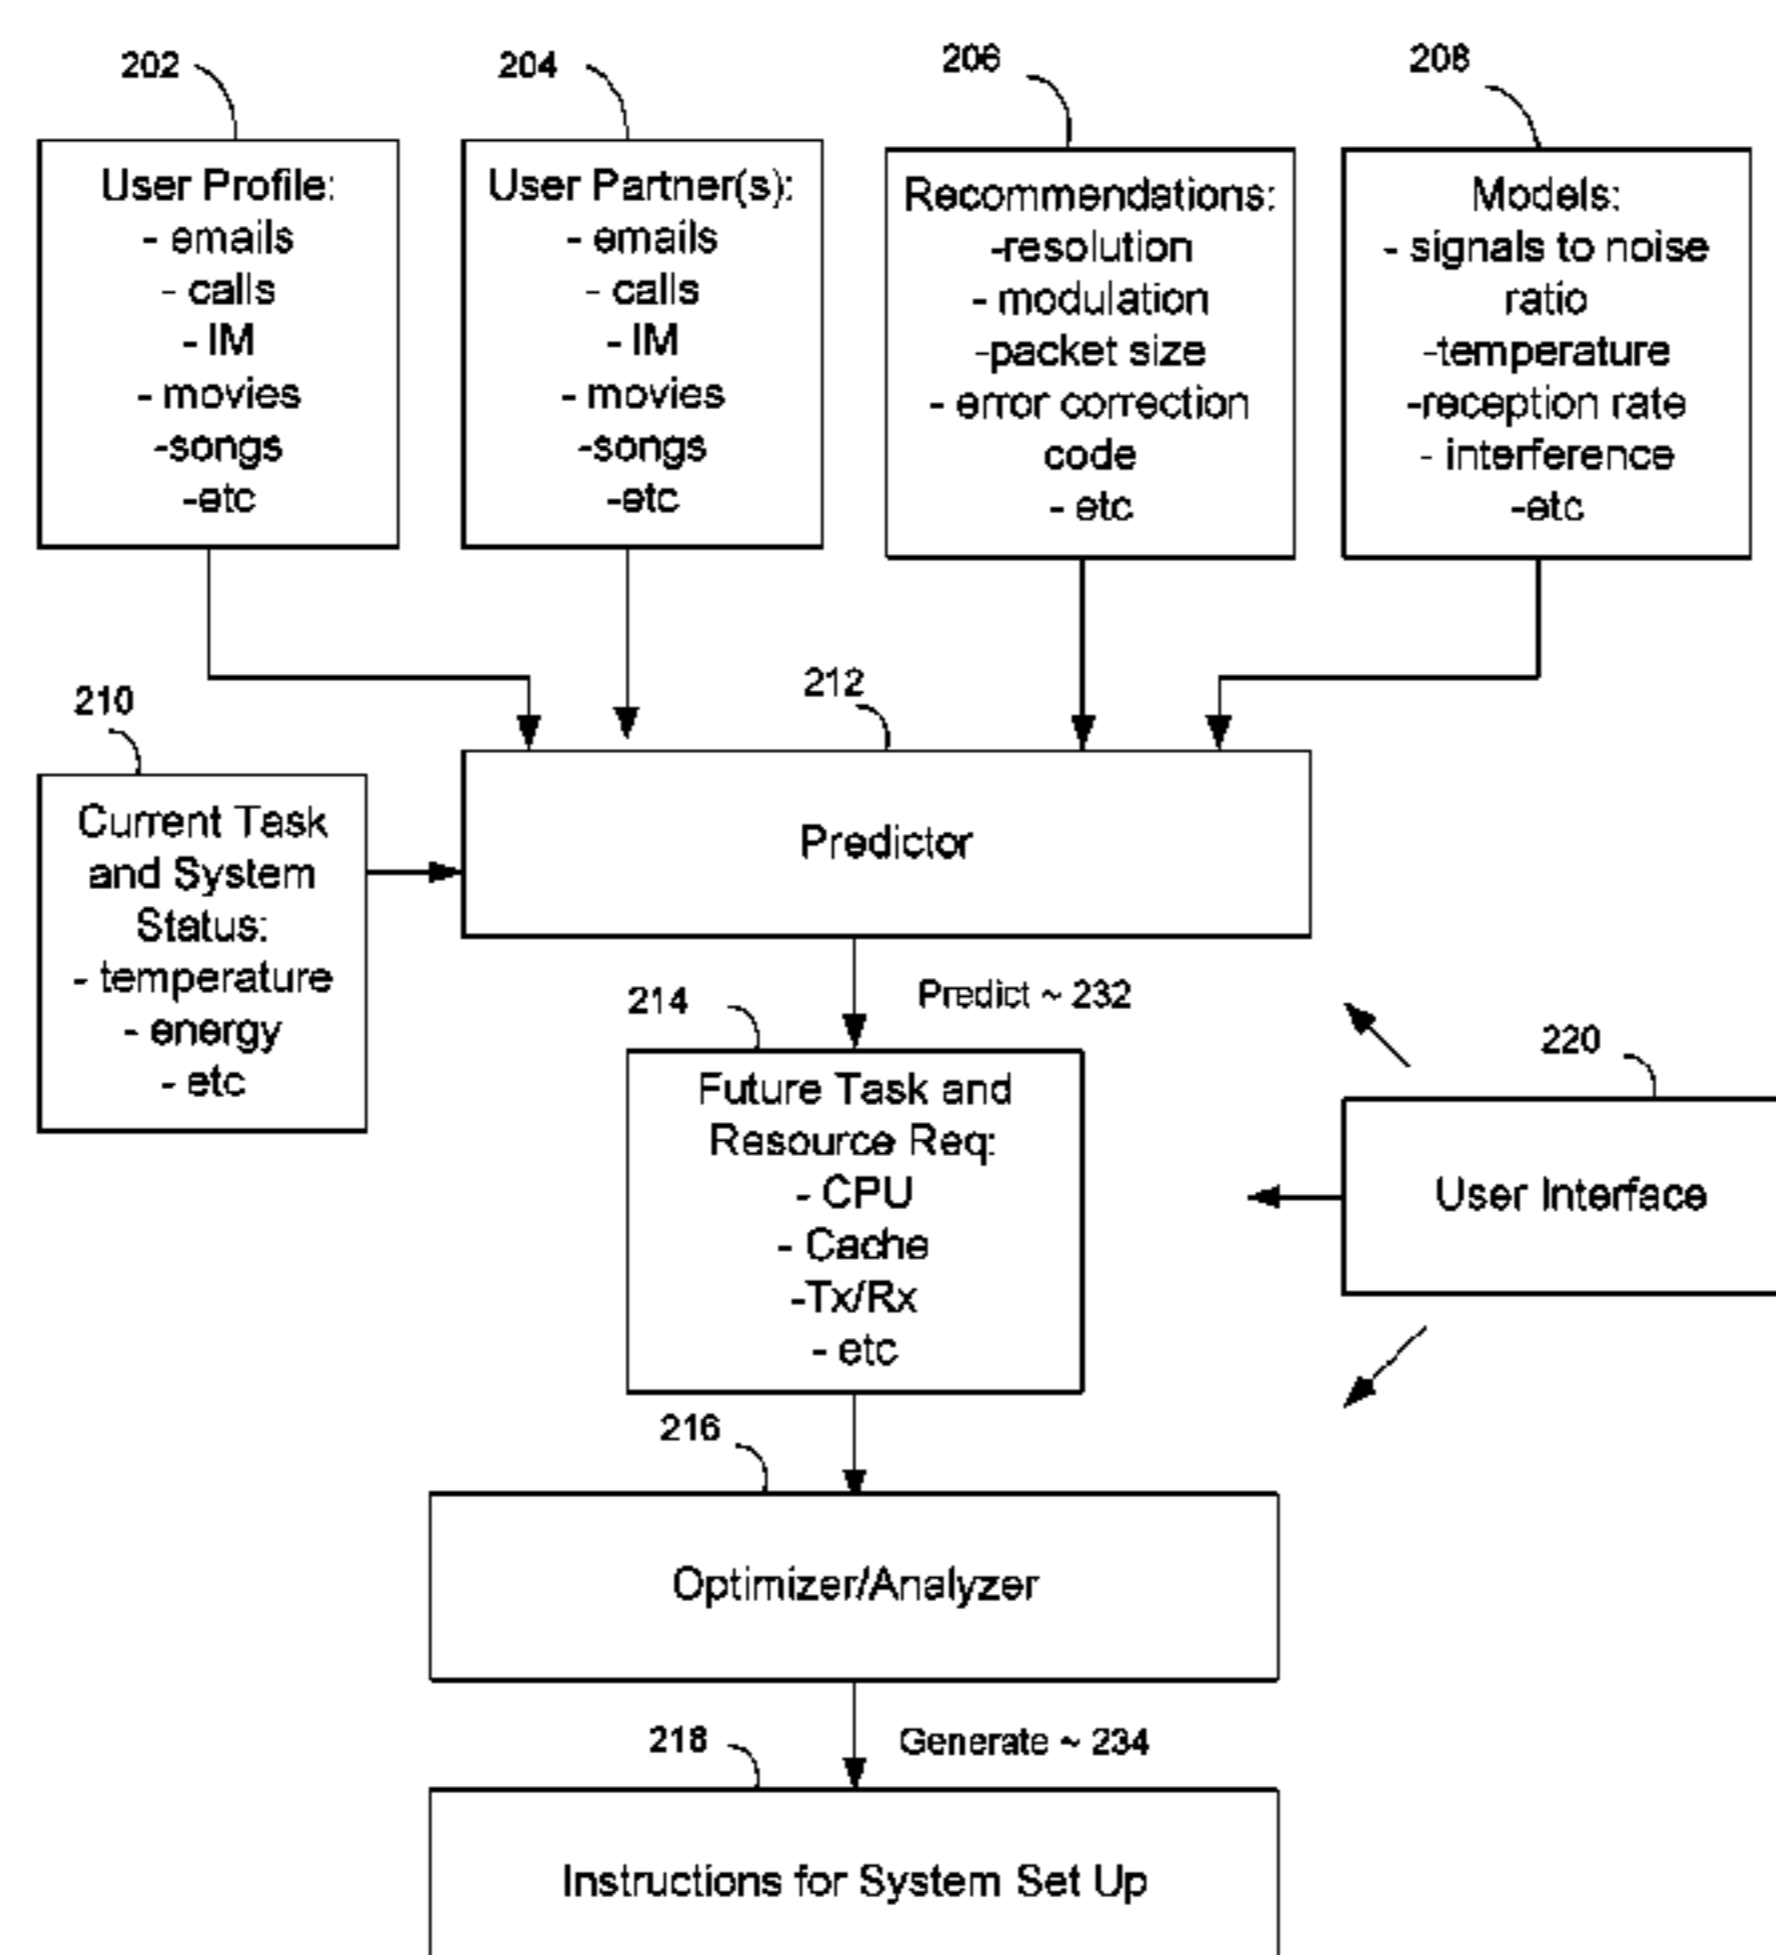 202
204
206
208
User Profile:
- emails
- calls
- IM
- movies
-songs
-etc
User Partner(s):
- emails
- calls
- IM
- movies
-songs
-etc
Recommendations:
-resolution
- modulation
-packet size
- error correction
code
- etc
Models:
- signals to noise
ratio
-temperature
-reception rate
- interference
-etc
210
212
Current Task
and System
Status:
- temperature
- energy
- etc
Predictor
214
Predict ~ 232
220
Future Task and
Resource Req:
- CPU
- Cache
-Tx/Rx
- etc
User Interface
216
Optimizer/Analyzer
218
Generate ~ 234
Instructions for System Set Up